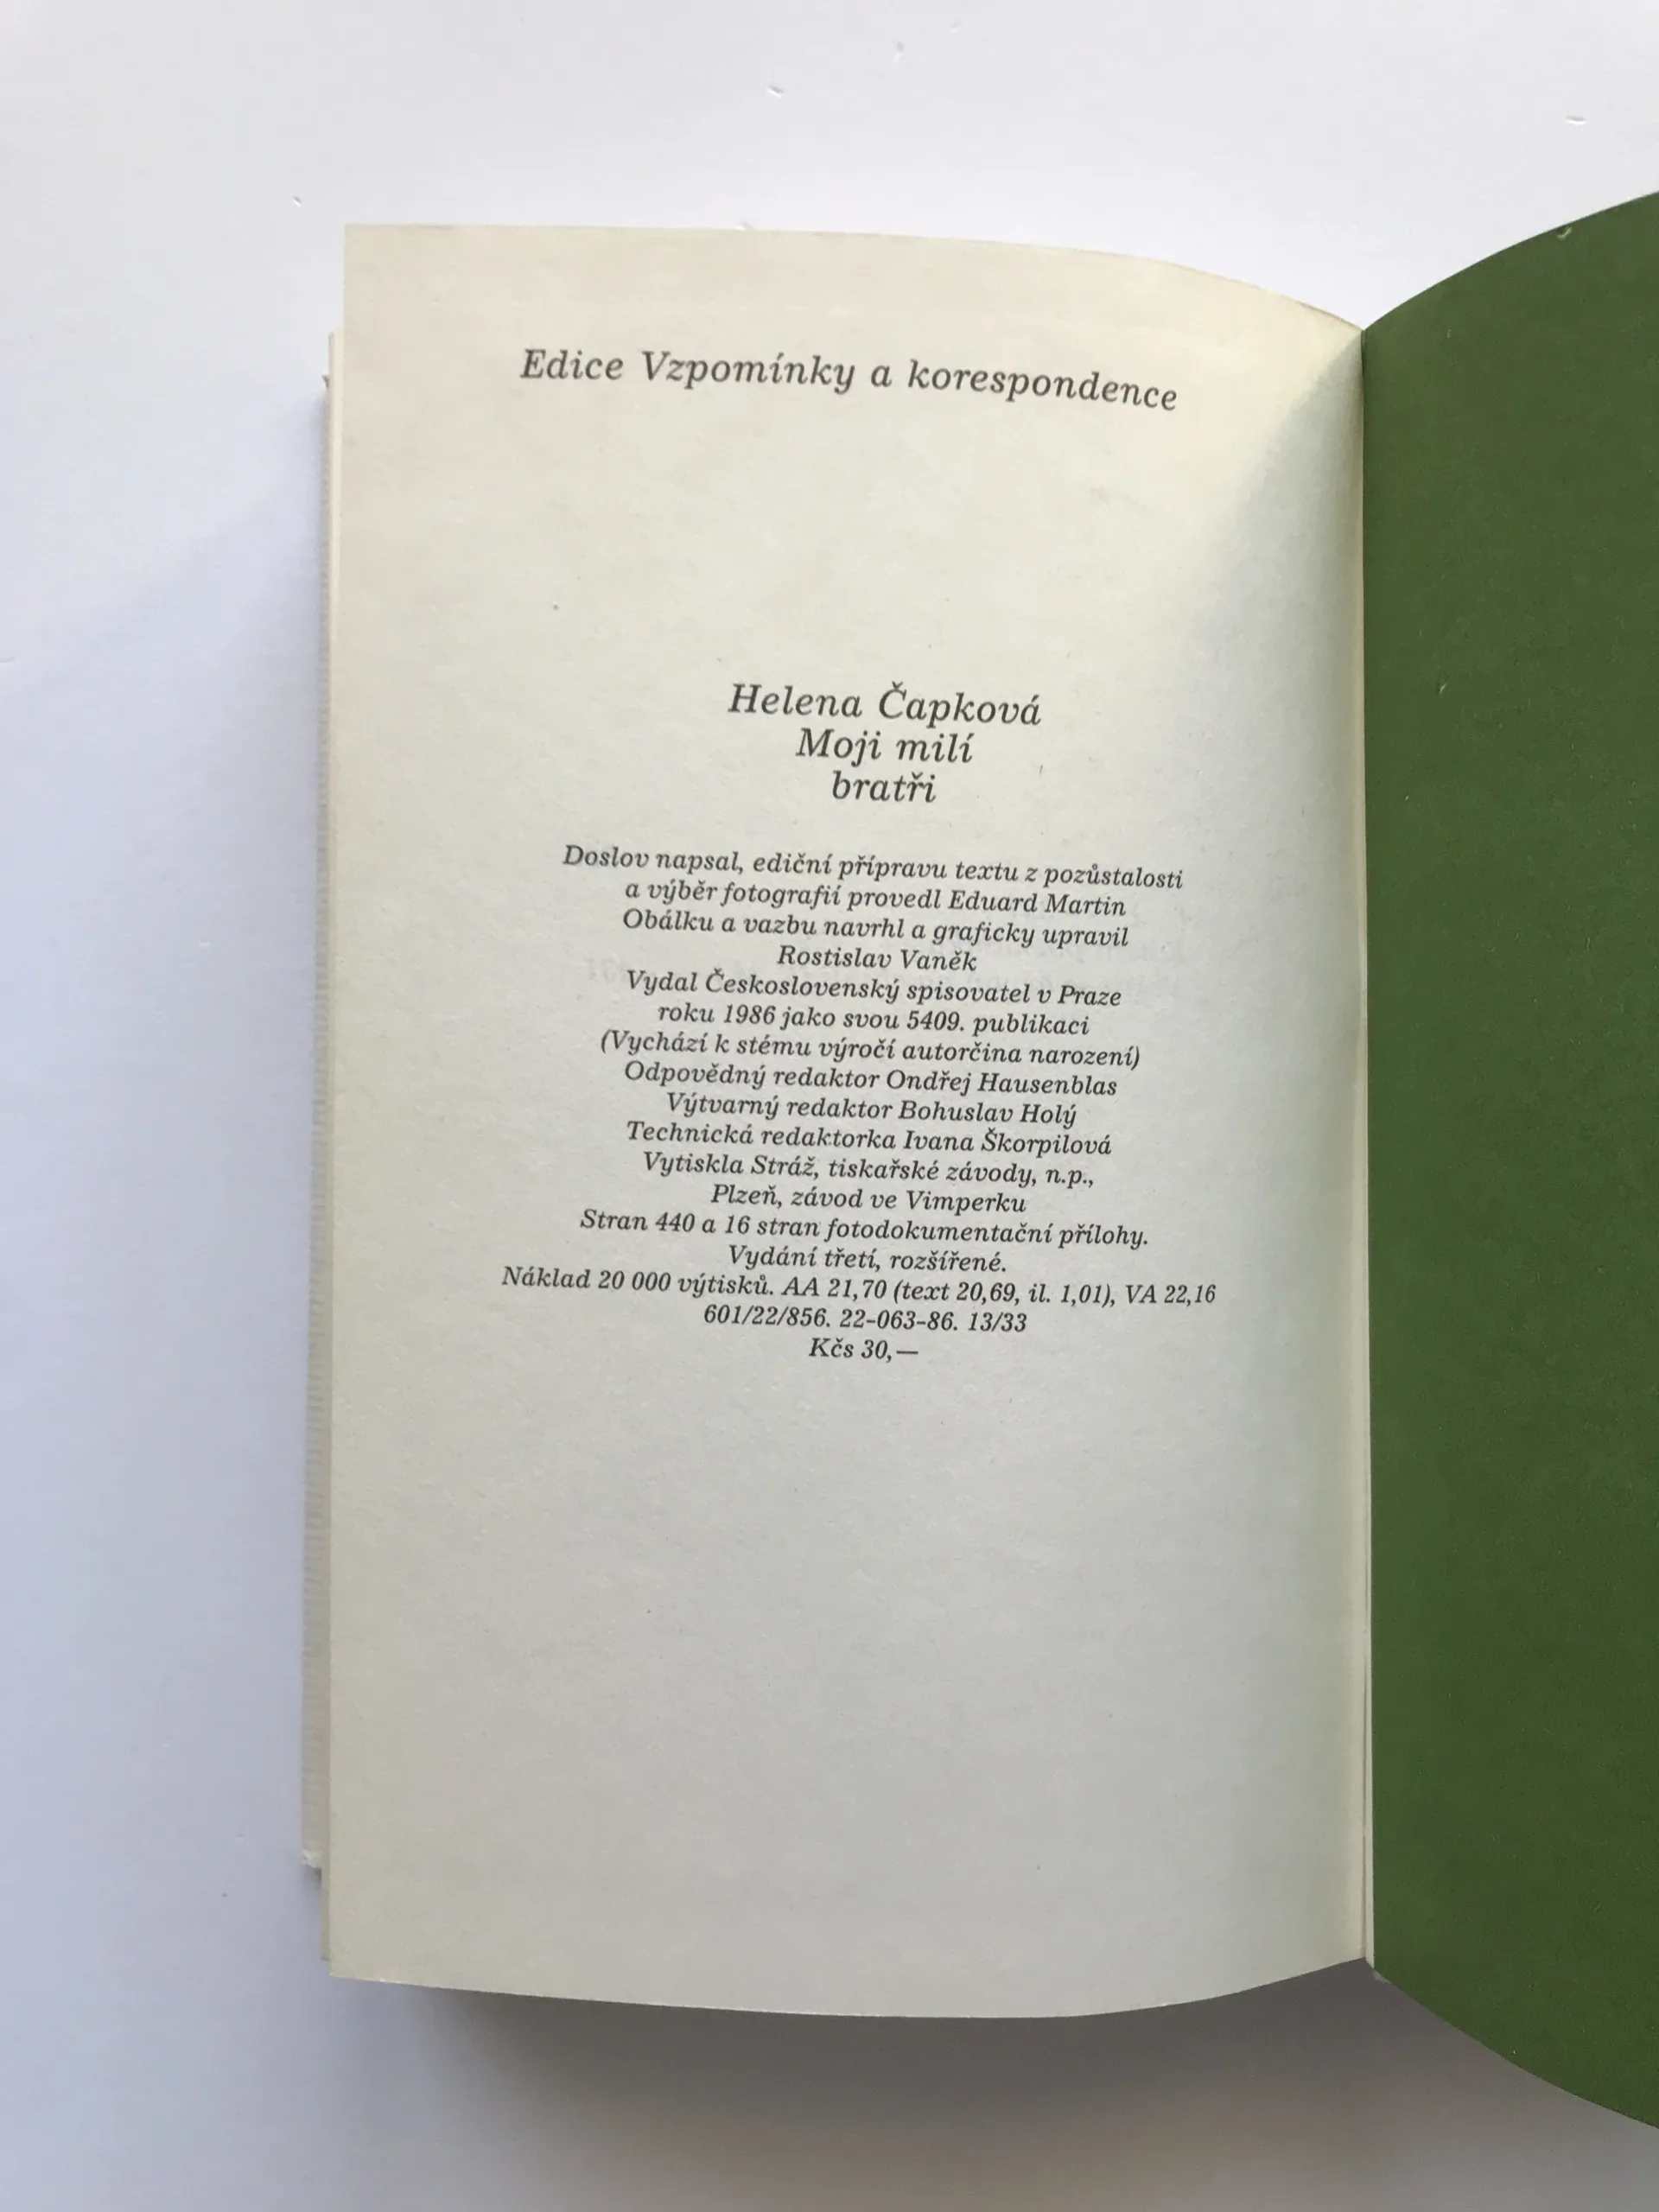 Edice Vzpomínky a korespondence
Helena Čapková
Moji milí
bratři
Doslov napsal, ediční přípravu textu z pozůstalosti
a výběr fotografií provedl Eduard Martin
Obálku a vazbu navrhl a graficky upravil
Rostislav Vaněk
Vydal Československý spisovatel v Praze
roku 1986 jako svou 5409. publikaci
(Vychází k stému výročí autorčina narození)
Odpovědný redaktor Ondřej Hausenblas
Výtvarný redaktor Bohuslav Holý
Technická redaktorka Ivana Škorpilová
Vytiskla Stráž, tiskařské závody, n.p.,
Plzeň, závod ve Vimperku
Stran 440 a 16 stran fotodokumentační přílohy.
Vydání třetí, rozšířené.
Náklad 20 000 výtisků. AA 21,70 (text 20,69, il. 1,01), VA 22,16
601/22/856. 22-063-86. 13/33
Kčs 30,—